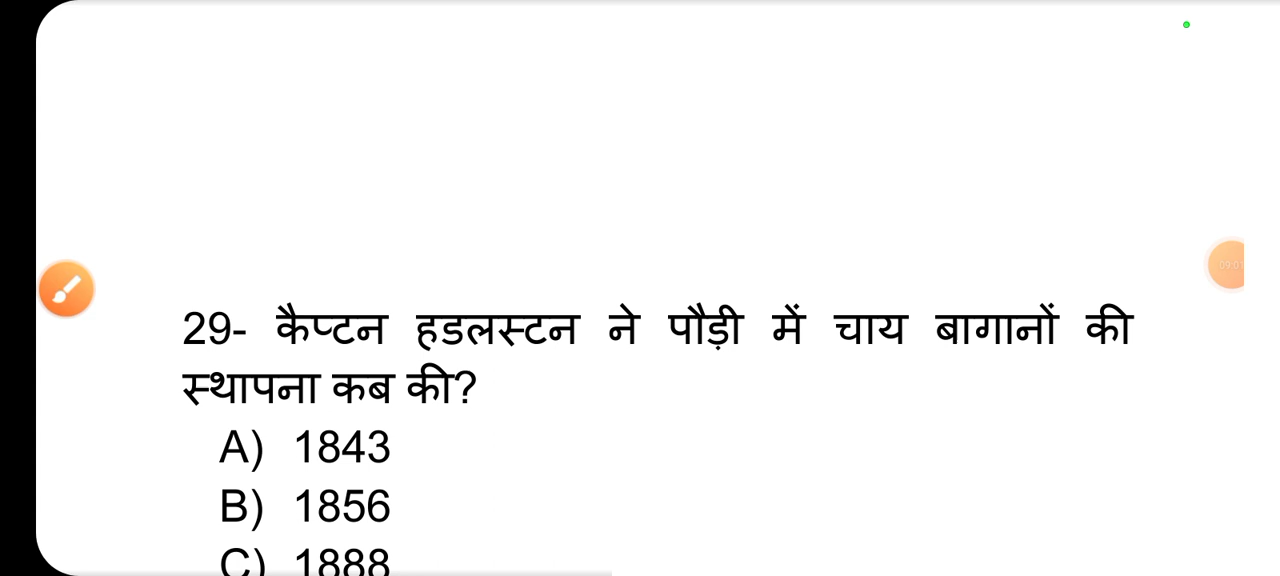 29- कैप्टन हडलस्टन ने पौड़ी में चाय बागानों की
स्थापना कब की?
A) 1843
B) 1856
C) 1888